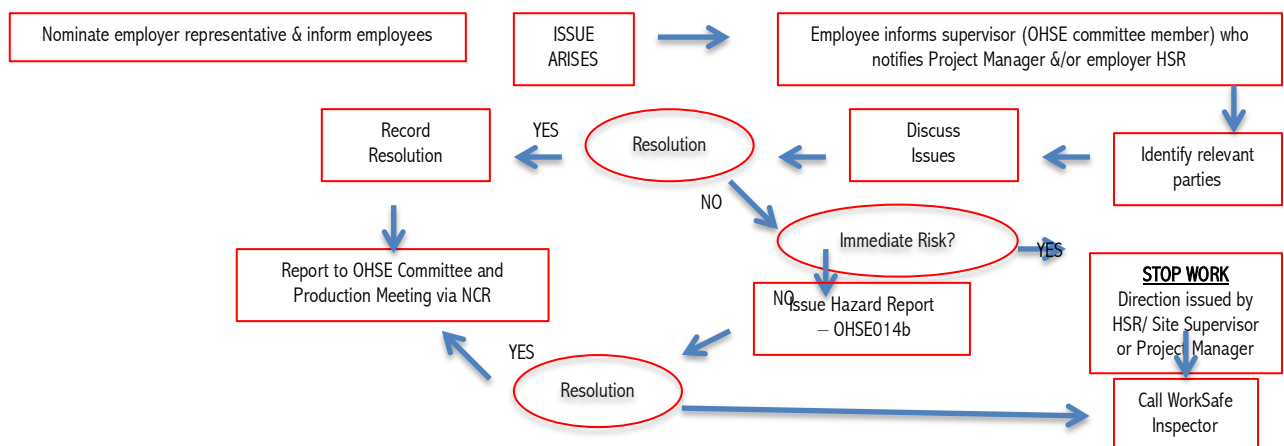 Nominate employer representative & inform employees
ISSUE
ARISES
Employee informs supervisor (OHSE committee member) who
notifies Project Manager &/or employer HSR
Record
Resolution
YES
Resolution
Discuss
Issues
Identify relevant
parties
NO
Immediate Risk?
YES
Report to OHSE Committee and
Production Meeting via NCR
NO
Issue Hazard Report
– OHSE014b
STOP WORK
Direction issued by
HSR/ Site Supervisor
or Project Manager
YES
Resolution
Call WorkSafe
Inspector